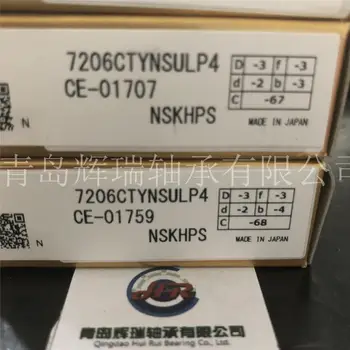 7206CTYNSULP4
CE-01707
NSKHPS
D -3 f -3
d -2 b -3
C -67
MADE IN JAPAN
N
青岛辉瑞轴承有限公司
7206CTYNSULP4
CE-01759
NSKHPS
D -3 f -3
d -2 b -4
C -68
MADE IN JAPAN
N
HR
青岛辉瑞轴承有限公司
Qingdao Hui Rui Bearing Co., Ltd